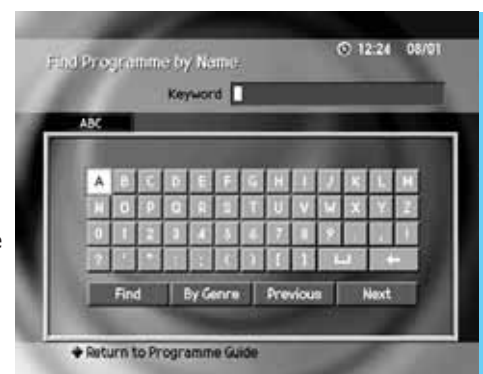 Find Programme by Name
12:24 08/01
Keyword
ABC
A B C D E F G H I J K L M
N O P Q R S T U V W X Y Z
0 1 2 3 4 5 6 7 8 9
?
Find By Genre Previous Next
Return to Programme Guide
e